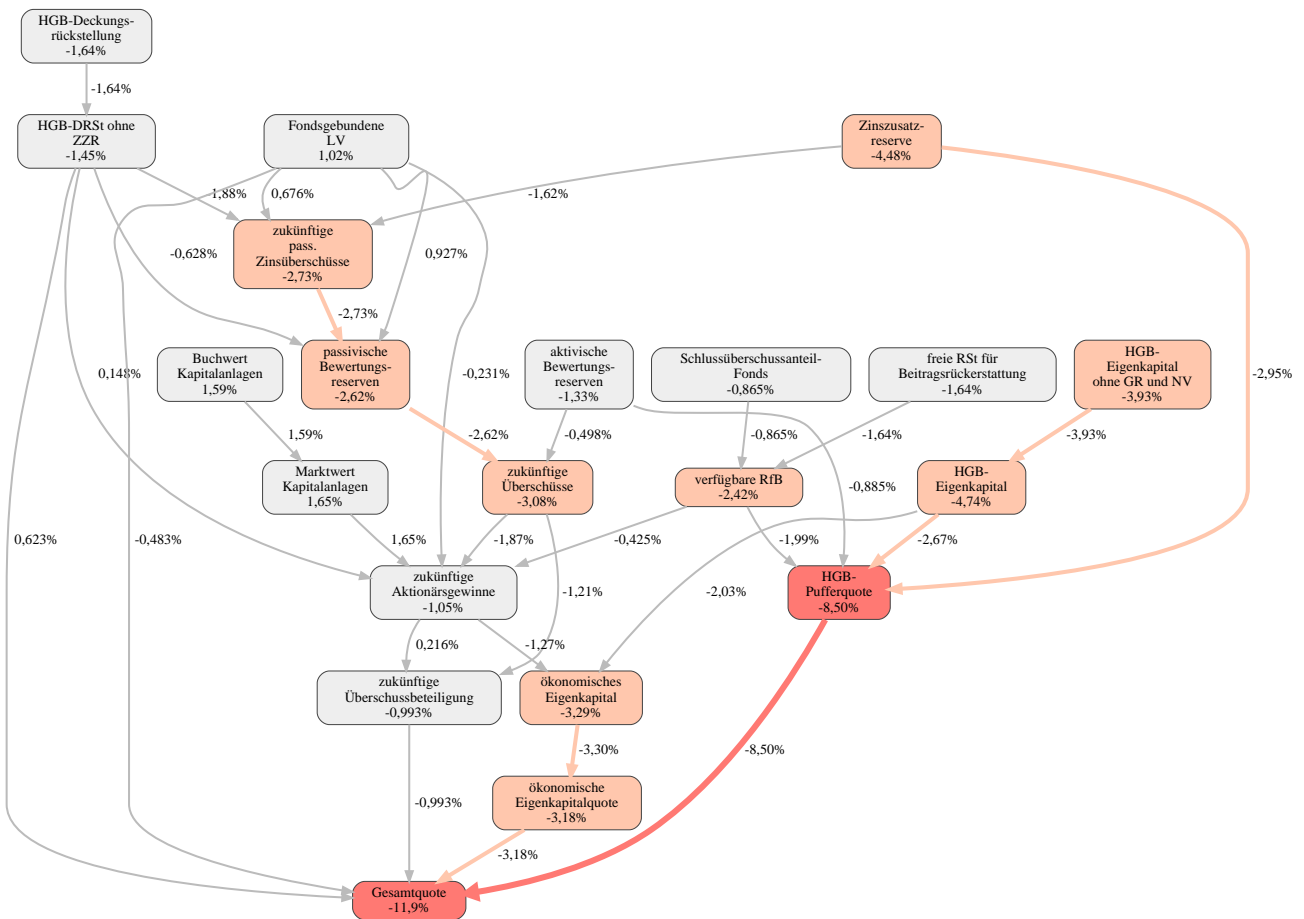 HGB-Deckungs-
rückstellung
-1,64%
-1,64%
HGB-DRSt ohne
ZZR
-1,45%
Fondsgebundene
LV
1,02%
Zinszusatz-
reserve
-4,48%
1,88%
0,676%
-1,62%
zukünftige
pass.
Zinsüberschüsse
-2,73%
-0,628%
0,927%
-2,73%
Buchwert
Kapitalanlagen
1,59%
passivische
Bewertungs-
reserven
-2,62%
aktivische
Bewertungs-
reserven
-1,33%
Schlussüberschussanteil-
Fonds
-0,865%
freie RSt für
Beitragsrückerstattung
-1,64%
HGB-
Eigenkapital
ohne GR und NV
-3,93%
0,148%
-0,231%
-2,95%
1,59%
-2,62%
-0,498%
-0,865%
-1,64%
-3,93%
Marktwert
Kapitalanlagen
1,65%
zukünftige
Überschüsse
-3,08%
verfügbare RfB
-2,42%
-0,885%
HGB-
Eigenkapital
-4,74%
0,623%
-0,483%
1,65%
-1,87%
-0,425%
-1,99%
-2,67%
zukünftige
Aktionärsgewinne
-1,05%
-1,21%
-2,03%
HGB-
Pufferquote
-8,50%
0,216%
-1,27%
zukünftige
Überschussbeteiligung
-0,993%
ökonomisches
Eigenkapital
-3,29%
-3,30%
-8,50%
-0,993%
ökonomische
Eigenkapitalquote
-3,18%
-3,18%
Gesamtquote
-11,9%